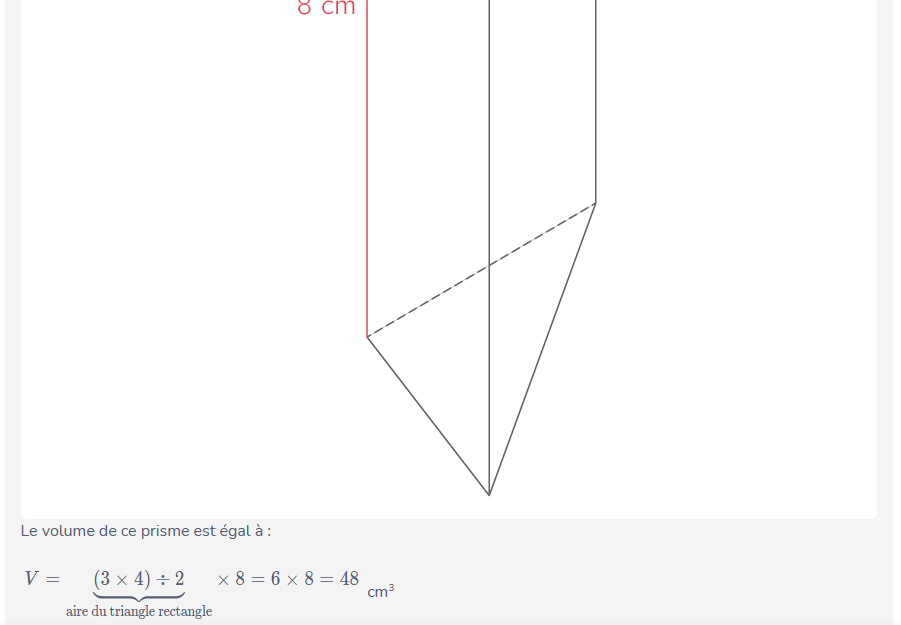 8 cm
Le volume de ce prisme est égal à :
V = (3 × 4) ÷ 2 × 8 = 6 × 8 = 48 cm³
aire du triangle rectangle